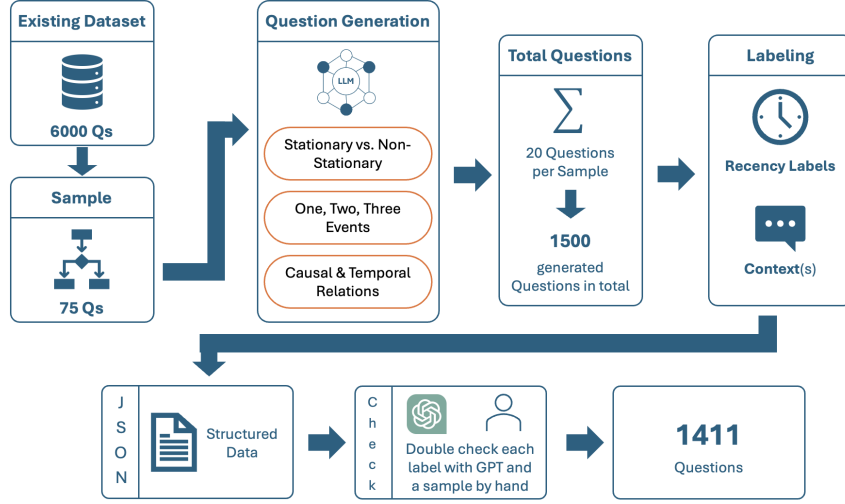 Existing Dataset
6000 Qs
Sample
75 Qs
Question Generation
LLM
Stationary vs. Non-
Stationary
One, Two, Three
Events
Causal & Temporal
Relations
Total Questions
Σ
20 Questions
per Sample
1500
generated
Questions in total
Labeling
Recency Labels
Context(s)
J
S
O
N
Structured
Data
C
h
e
c
k
Double check each
label with GPT and
a sample by hand
1411
Questions